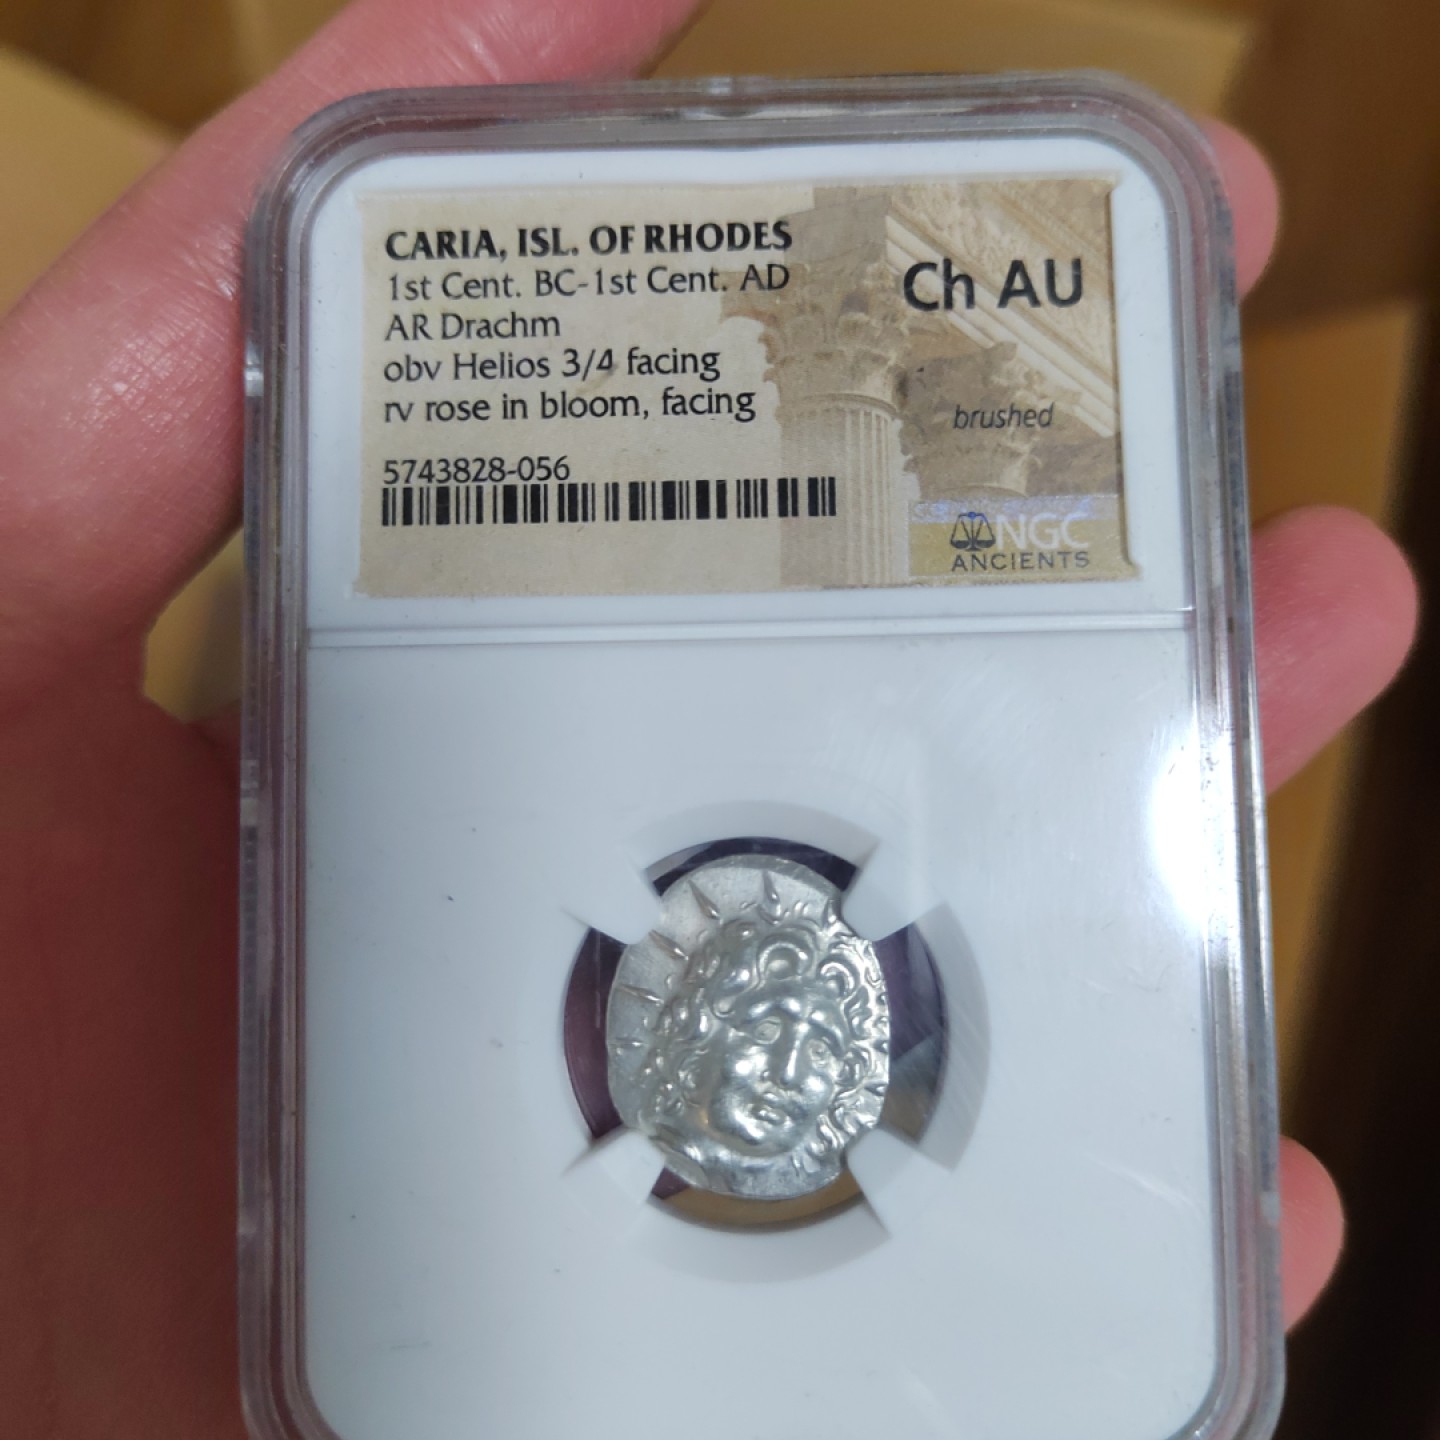 CARIA, ISL. OF RHODES
1st Cent. BC-1st Cent. AD
AR Drachm
obv Helios 3/4 facing
rv rose in bloom, facing
5743828-056
Ch AU
brushed
NGC
ANCIENTS